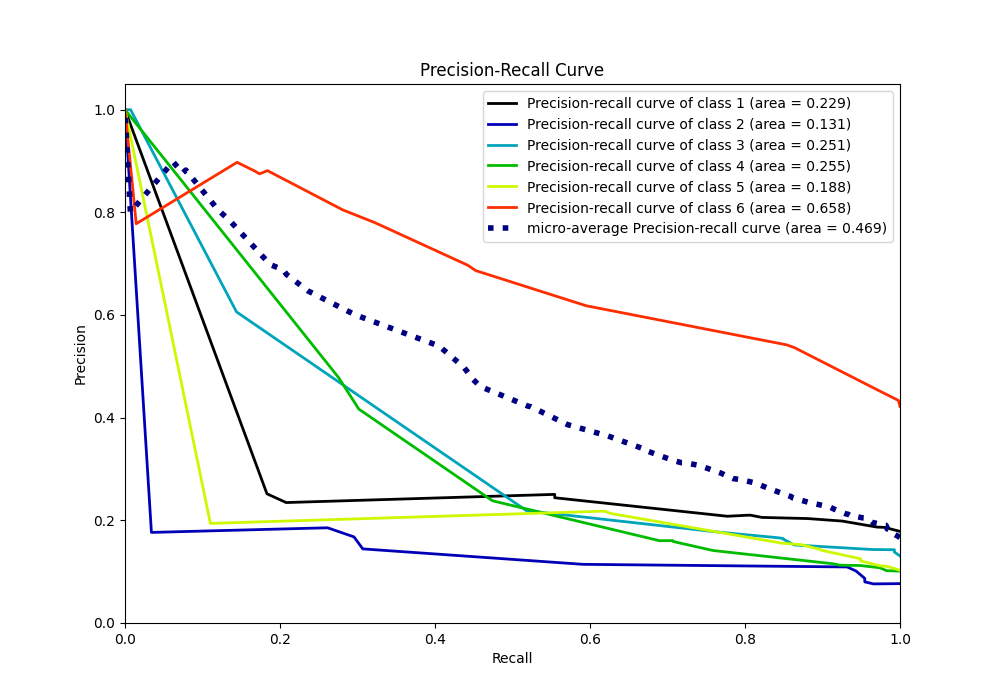 Precision-Recall Curve
Precision-recall curve of class 1 (area = 0.229)
Precision-recall curve of class 2 (area = 0.131)
Precision-recall curve of class 3 (area = 0.251)
Precision-recall curve of class 4 (area = 0.255)
Precision-recall curve of class 5 (area = 0.188)
Precision-recall curve of class 6 (area = 0.658)
micro-average Precision-recall curve (area = 0.469)
1.0
0.8
0.6
0.4
0.2
0.0
Precision
0.0 0.2 0.4 0.6 0.8 1.0
Recall